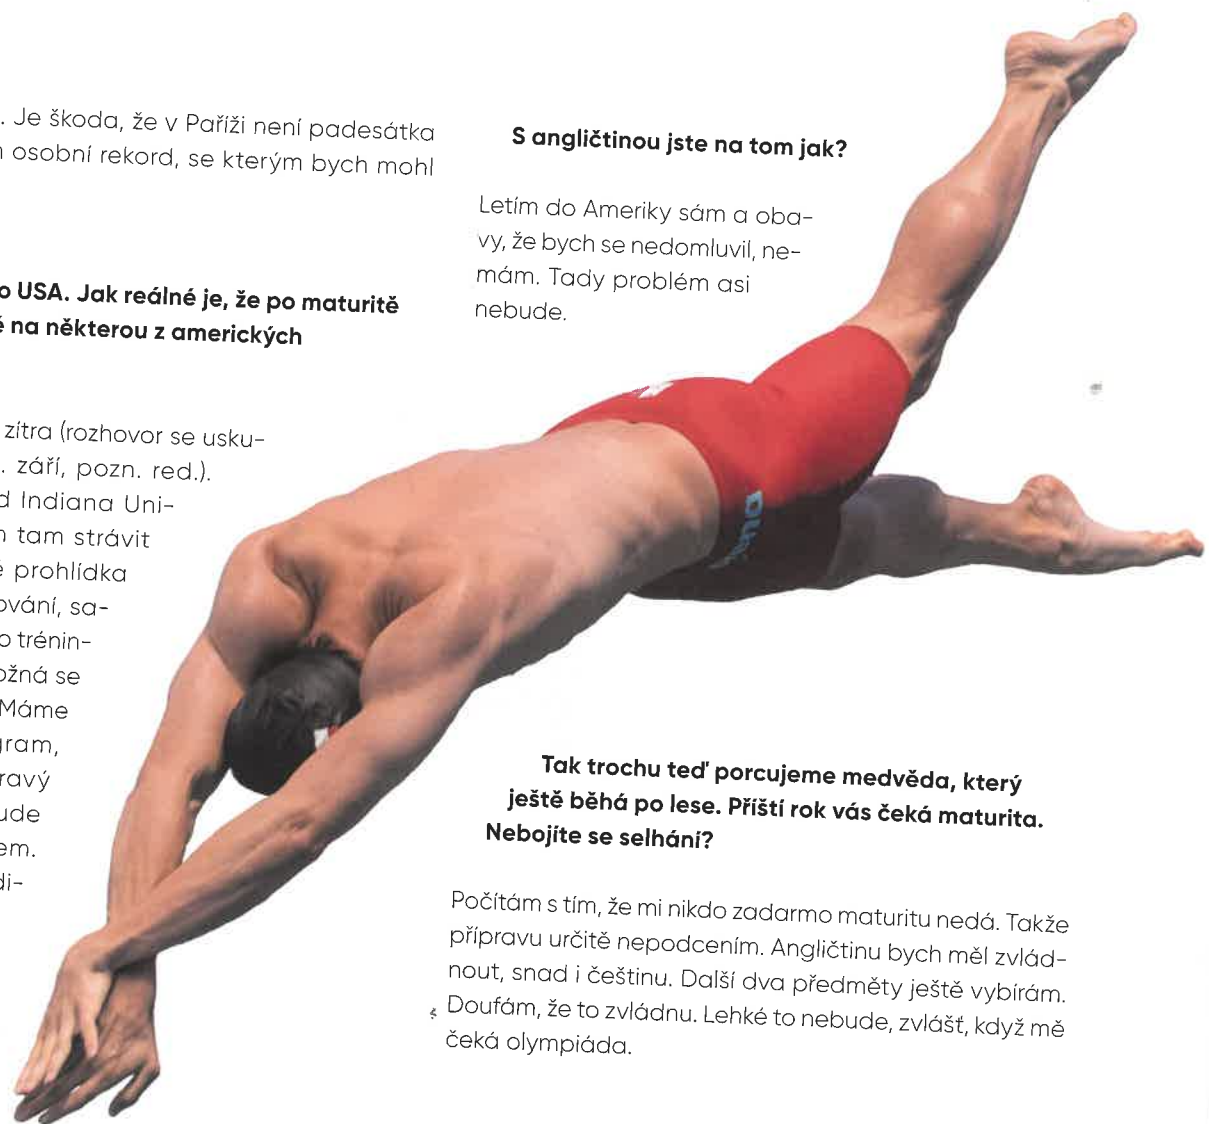 . Je škoda, že v Paříži není padesátka
osobní rekord, se kterým bych mohl
o USA. Jak reálné je, že po maturitě
na některou z amerických
zítra (rozhovor se usku-
. září, pozn. red.).
d Indiana Uni-
tam strávit
prohlídka
ování, sa-
o trénin-
ožná se
Máme
gram,
ravý
ude
em.
di-
S angličtinou jste na tom jak?
Letím do Ameriky sám a oba-
vy, že bych se nedomluvil, ne-
mám. Tady problém asi
nebude.
arena
Tak trochu teď porcujeme medvěda, který
ještě běhá po lese. Příští rok vás čeká maturita.
Nebojíte se selhání?
Počítám s tím, že mi nikdo zadarmo maturitu nedá. Takže
přípravu určitě nepodcením. Angličtinu bych měl zvlád-
nout, snad i češtinu. Další dva předměty ještě vybírám.
Doufám, že to zvládnu. Lehké to nebude, zvlášť, když mě
čeká olympiáda.